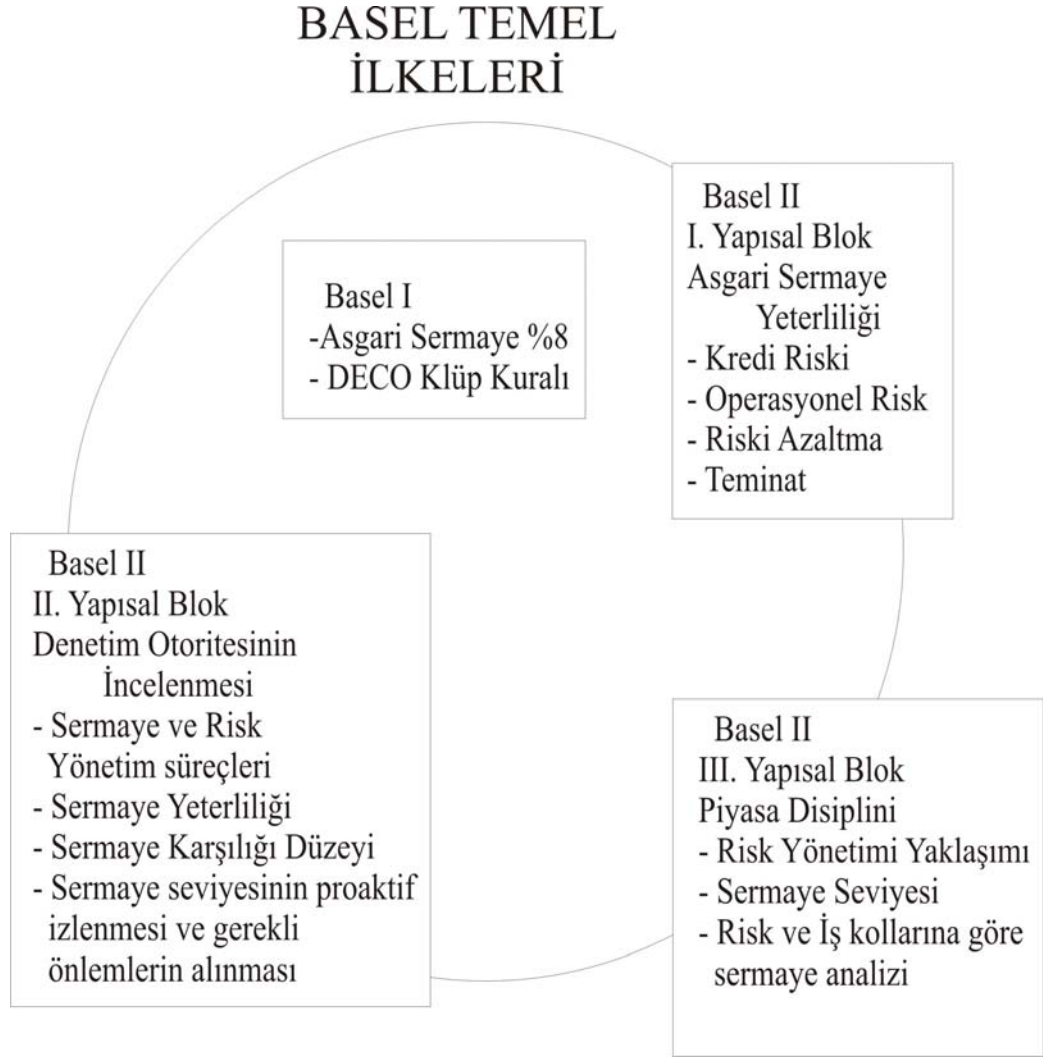 BASEL TEMEL
İLKELERİ
Basel I
-Asgari Sermaye %8
- DECO Klüp Kuralı
Basel II
I. Yapısal Blok
Asgari Sermaye
Yeterliliği
- Kredi Riski
- Operasyonel Risk
- Riski Azaltma
- Teminat
Basel II
II. Yapısal Blok
Denetim Otoritesinin
İncelenmesi
- Sermaye ve Risk
Yönetim süreçleri
- Sermaye Yeterliliği
- Sermaye Karşılığı Düzeyi
- Sermaye seviyesinin proaktif
izlenmesi ve gerekli
önlemlerin alınması
Basel II
III. Yapısal Blok
Piyasa Disiplini
- Risk Yönetimi Yaklaşımı
- Sermaye Seviyesi
- Risk ve İş kollarına göre
sermaye analizi